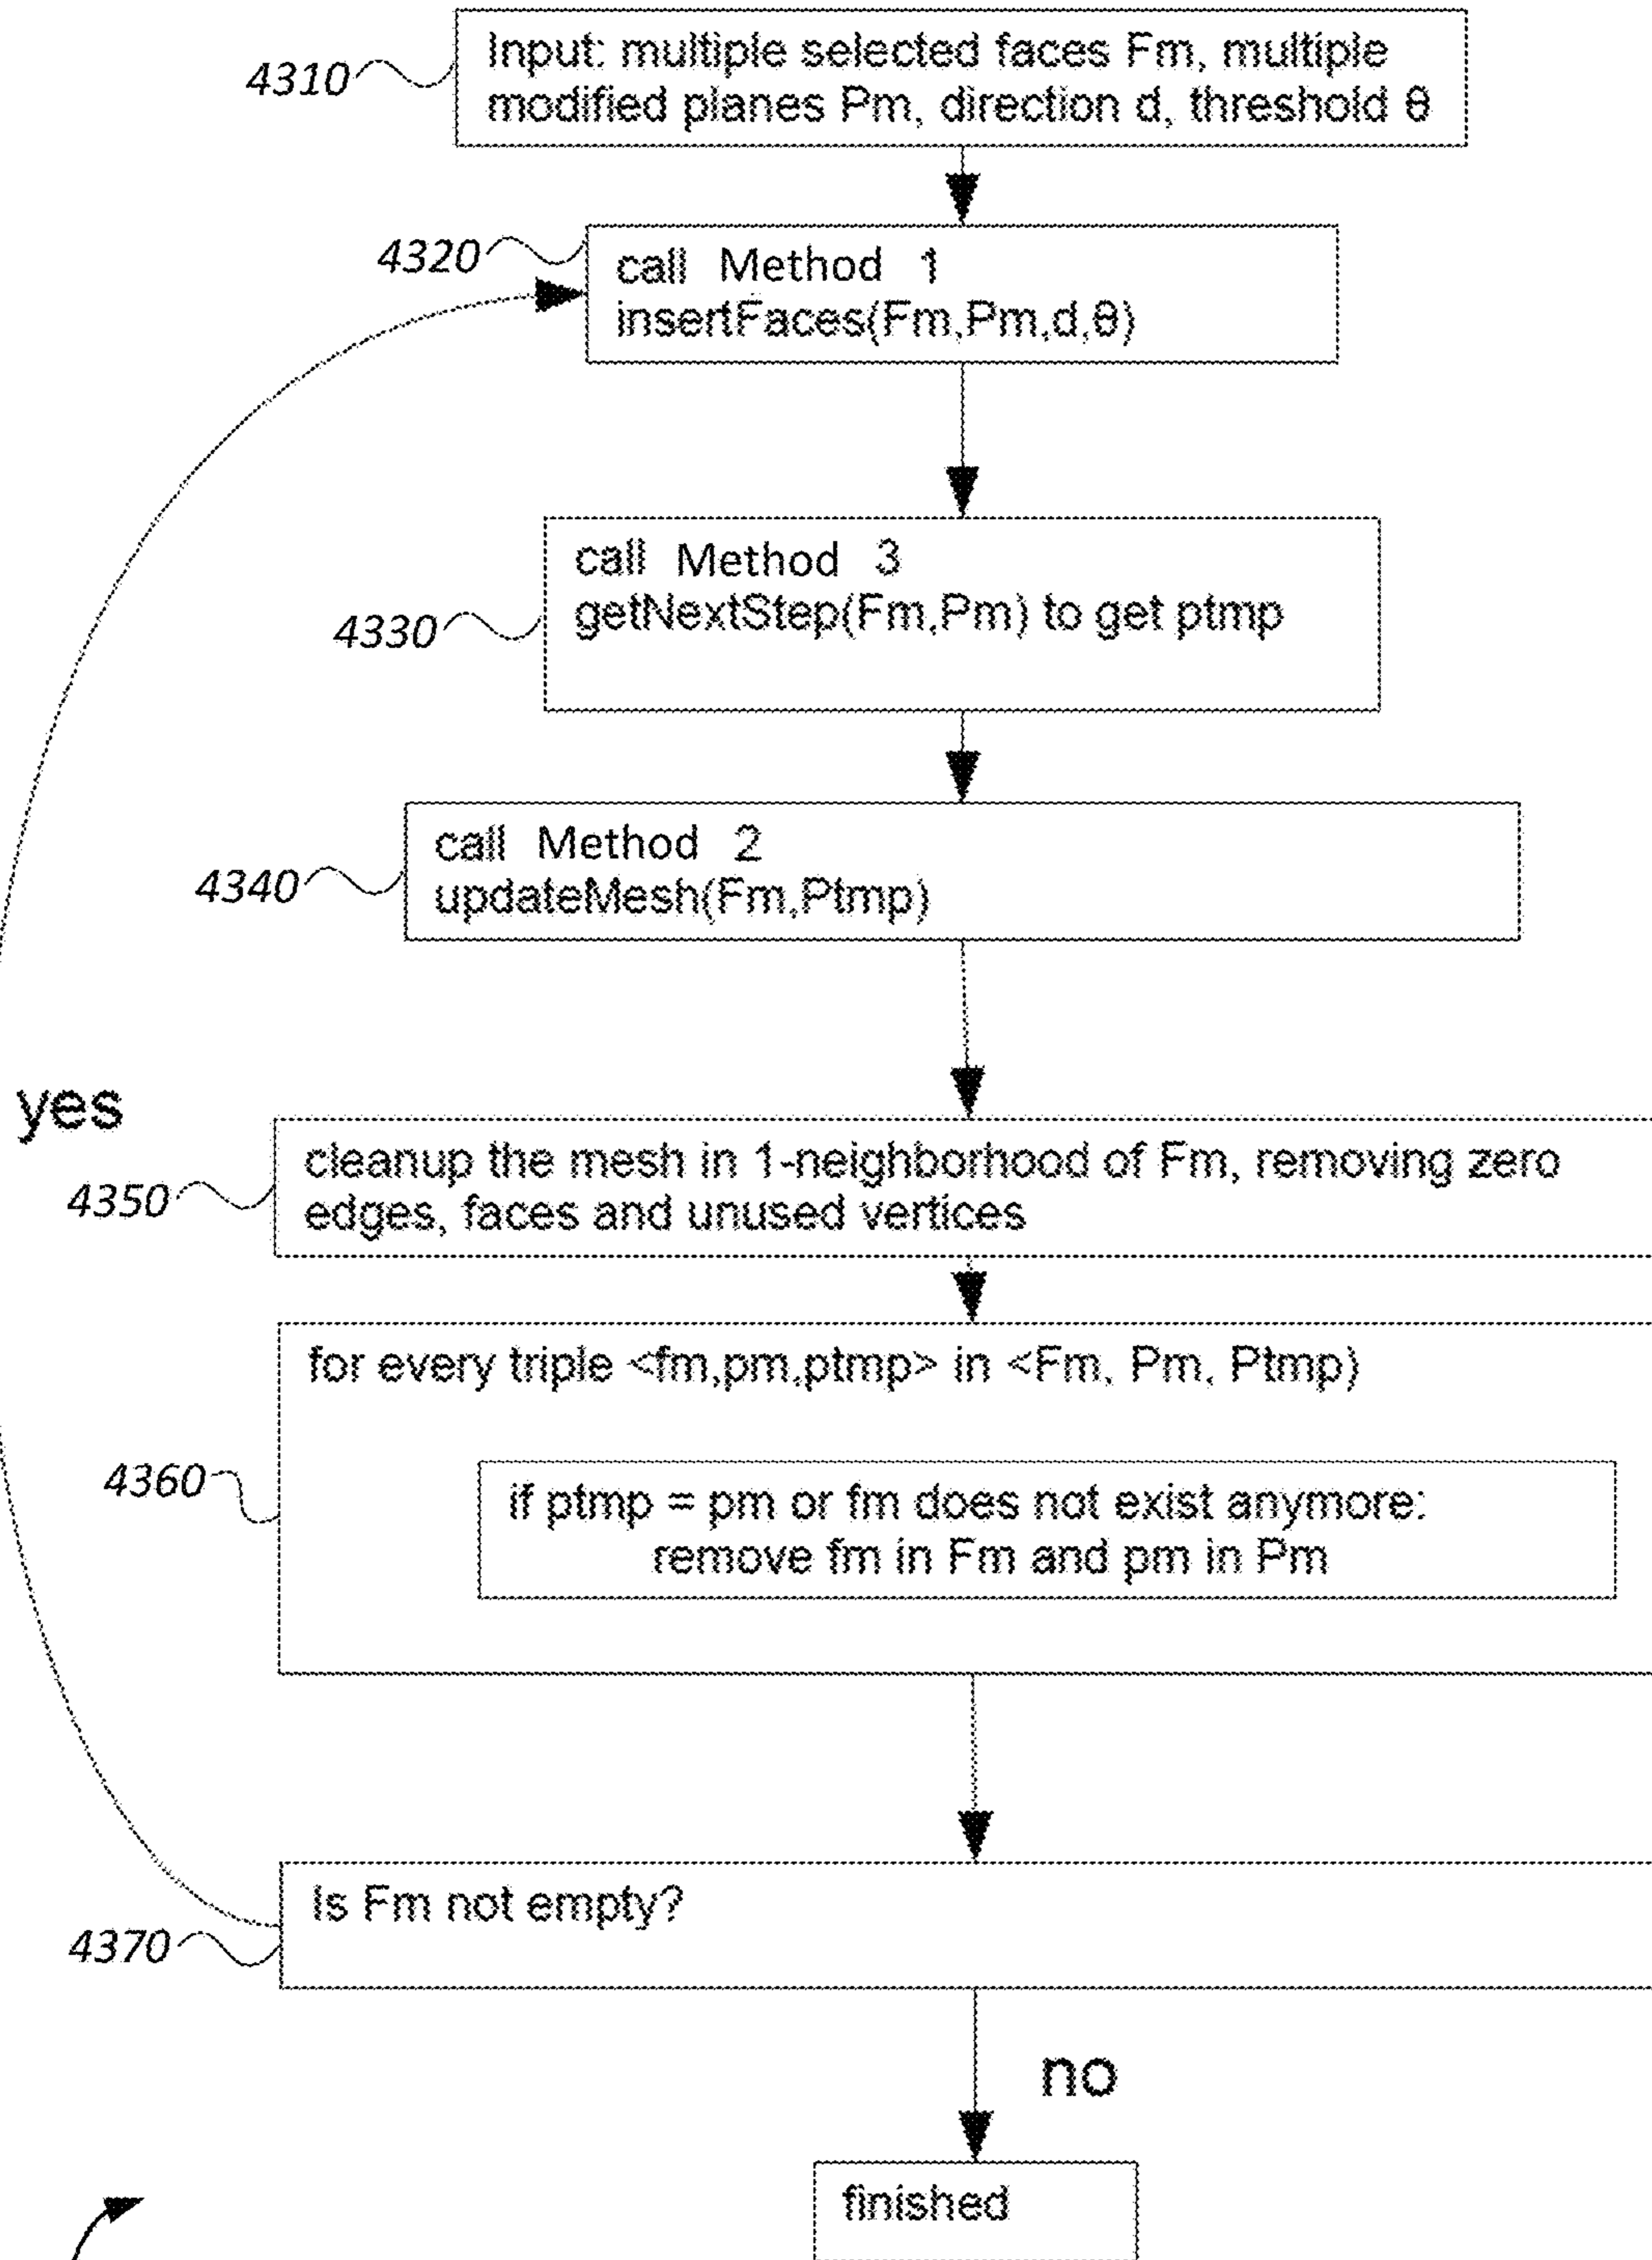 4310
Input: multiple selected faces Fm, multiple
modified planes Pm, direction d, threshold θ
4320
call Method 1
insertFaces(Fm,Pm,d,θ)
call Method 3
getNextStep(Fm,Pm) to get ptmp
4330
call Method 2
updateMesh(Fm,Ptmp)
4340
yes
cleanup the mesh in 1-neighborhood of Fm, removing zero
edges, faces and unused vertices
4350
for every triple <fm,pm,ptmp> in <Fm, Pm, Ptmp)
4360
if ptmp = pm or fm does not exist anymore:
remove fm in Fm and pm in Pm
Is Fm not empty?
4370
no
finished